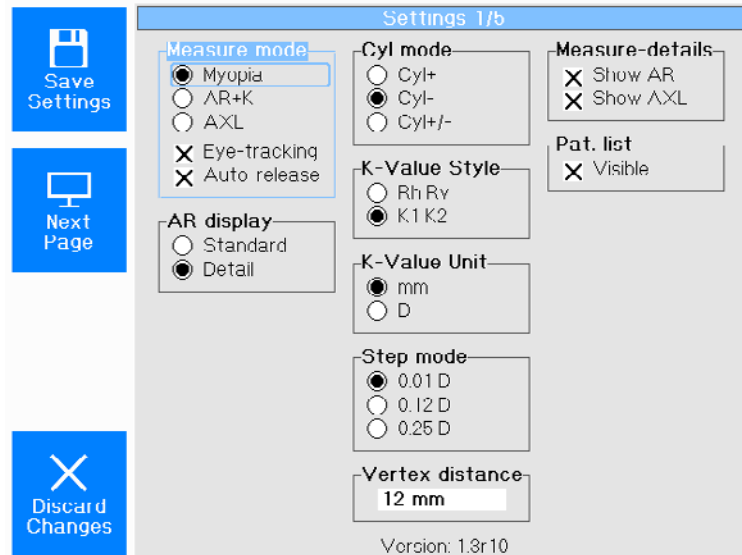 Settings 1/5
Save
Settings
Next
Page
Discard
Changes
Measure mode
Myopia
AR+K
AXL
Eye-tracking
Auto release
AR display
Standard
Detail
Cyl mode
Cyl+
Cyl-
Cyl+/-
K-Value Style
Rh Rv
K1 K2
K-Value Unit
mm
D
Step mode
0.01 D
0.12 D
0.25 D
Vertex distance
12 mm
Version: 1.3r10
Measure-details
Show AR
Show AXL
Pat. list
Visible